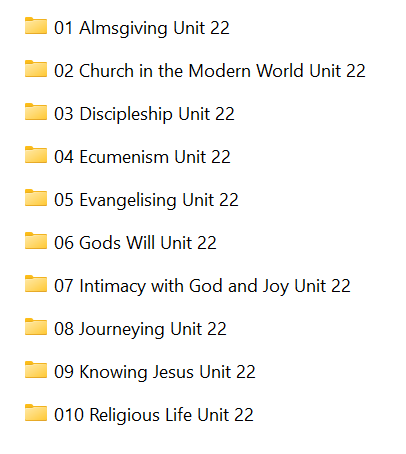 01 Almsgiving Unit 22
02 Church in the Modern World Unit 22
03 Discipleship Unit 22
04 Ecumenism Unit 22
05 Evangelising Unit 22
06 Gods Will Unit 22
07 Intimacy with God and Joy Unit 22
08 Journeying Unit 22
09 Knowing Jesus Unit 22
010 Religious Life Unit 22